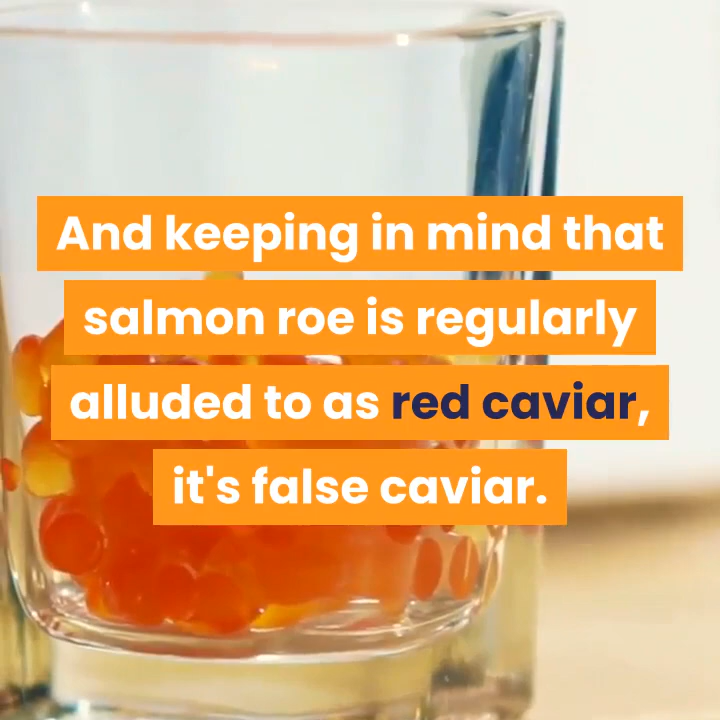 And keeping in mind that
salmon roe is regularly
alluded to as red caviar,
it's false caviar.